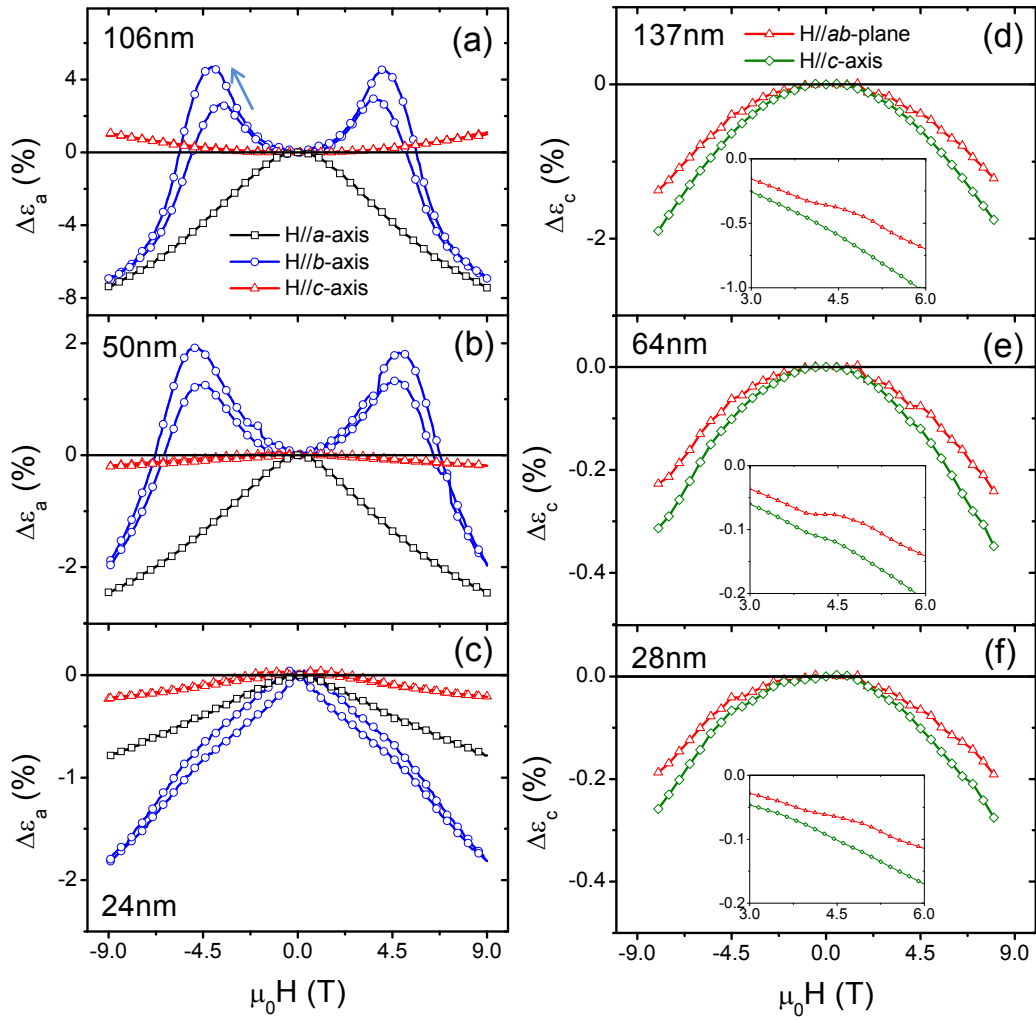 106nm
(a)
4
0
-4
-8
Δε_a (%)
H//a-axis
H//b-axis
H//c-axis
50nm
(b)
2
0
-2
Δε_a (%)
(c)
0
-1
-2
Δε_a (%)
24nm
-9.0 -4.5 0.0 4.5 9.0
μ₀H (T)
137nm
H//ab-plane
(d)
H//c-axis
0
-2
Δε_c (%)
0.0
-0.5
-1.0
3.0 4.5 6.0
64nm
(e)
0.0
-0.2
-0.4
Δε_c (%)
0.0
-0.1
-0.2
3.0 4.5 6.0
28nm
(f)
0.0
-0.2
-0.4
Δε_c (%)
0.0
-0.1
-0.2
3.0 4.5 6.0
-9.0 -4.5 0.0 4.5 9.0
μ₀H (T)